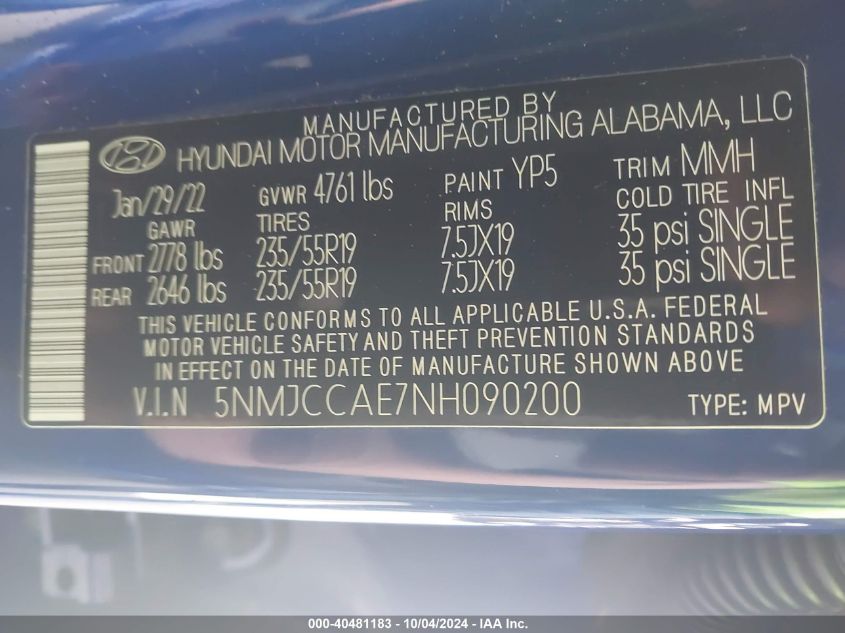 MANUFACTURED BY
HYUNDAI MOTOR MANUFACTURING ALABAMA, LLC
Jan/29/22 GVWR 4761 lbs PAINT YP5 TRIM MMH
GAWR TIRES RIMS COLD TIRE INFL
FRONT 2778 lbs 235/55R19 7.5JX19 35 psi SINGLE
REAR 2646 lbs 235/55R19 7.5JX19 35 psi SINGLE
THIS VEHICLE CONFORMS TO ALL APPLICABLE U.S.A. FEDERAL
MOTOR VEHICLE SAFETY AND THEFT PREVENTION STANDARDS
IN EFFECT ON THE DATE OF MANUFACTURE SHOWN ABOVE
V.I.N 5NMJCCAE7NH090200 TYPE: MPV
000-40481183 - 10/04/2024 - IAA Inc.